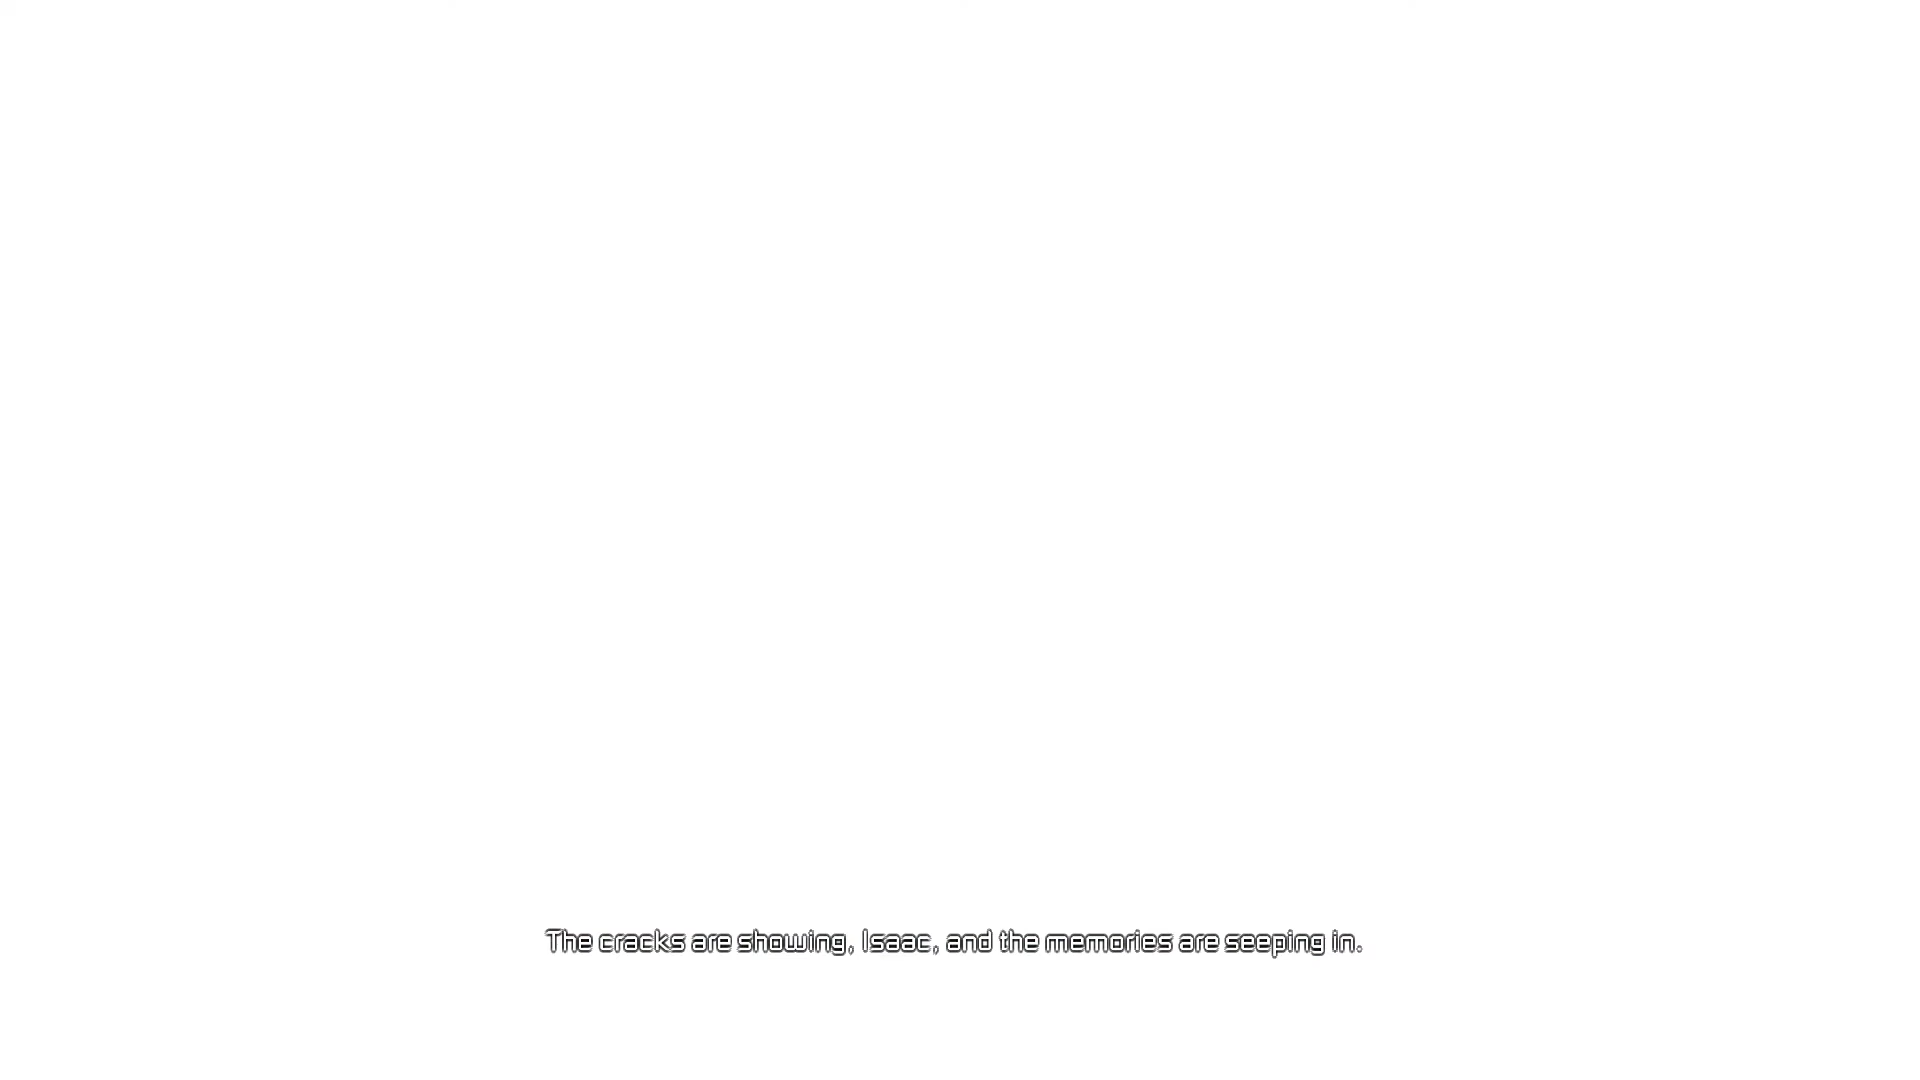 The cracks are showing, Isaac, and the memories are seeping in.